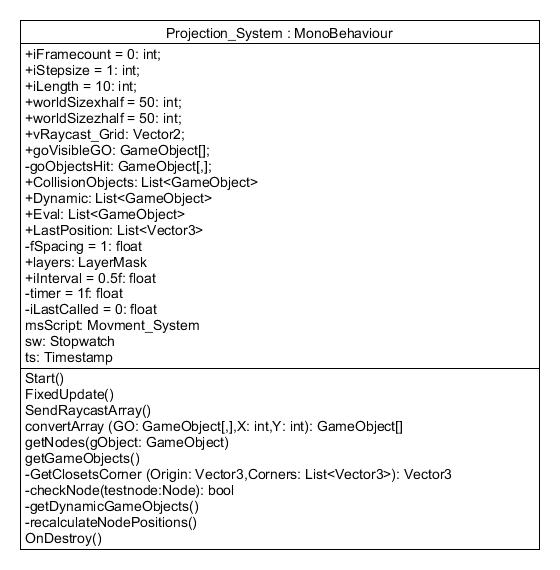 Projection_System : MonoBehaviour
+iFramecount = 0: int;
+iStepsize = 1: int;
+iLength = 10: int;
+worldSizexhalf = 50: int;
+worldSizezhalf = 50: int;
+vRaycast_Grid: Vector2;
+goVisibleGO: GameObject[];
-goObjectsHit: GameObject[,];
+CollisionObjects: List<GameObject>
+Dynamic: List<GameObject>
+Eval: List<GameObject>
+LastPosition: List<Vector3>
-fSpacing = 1: float
+layers: LayerMask
+iInterval = 0.5f: float
-timer = 1f: float
-iLastCalled = 0: float
msScript: Movment_System
sw: Stopwatch
ts: Timestamp
Start()
FixedUpdate()
SendRaycastArray()
convertArray (GO: GameObject[,],X: int,Y: int): GameObject[]
getNodes(gObject: GameObject)
getGameObjects()
-GetClosetsCorner (Origin: Vector3,Corners: List<Vector3>): Vector3
-checkNode(testnode:Node): bool
-getDynamicGameObjects()
-recalculateNodePositions()
OnDestroy()